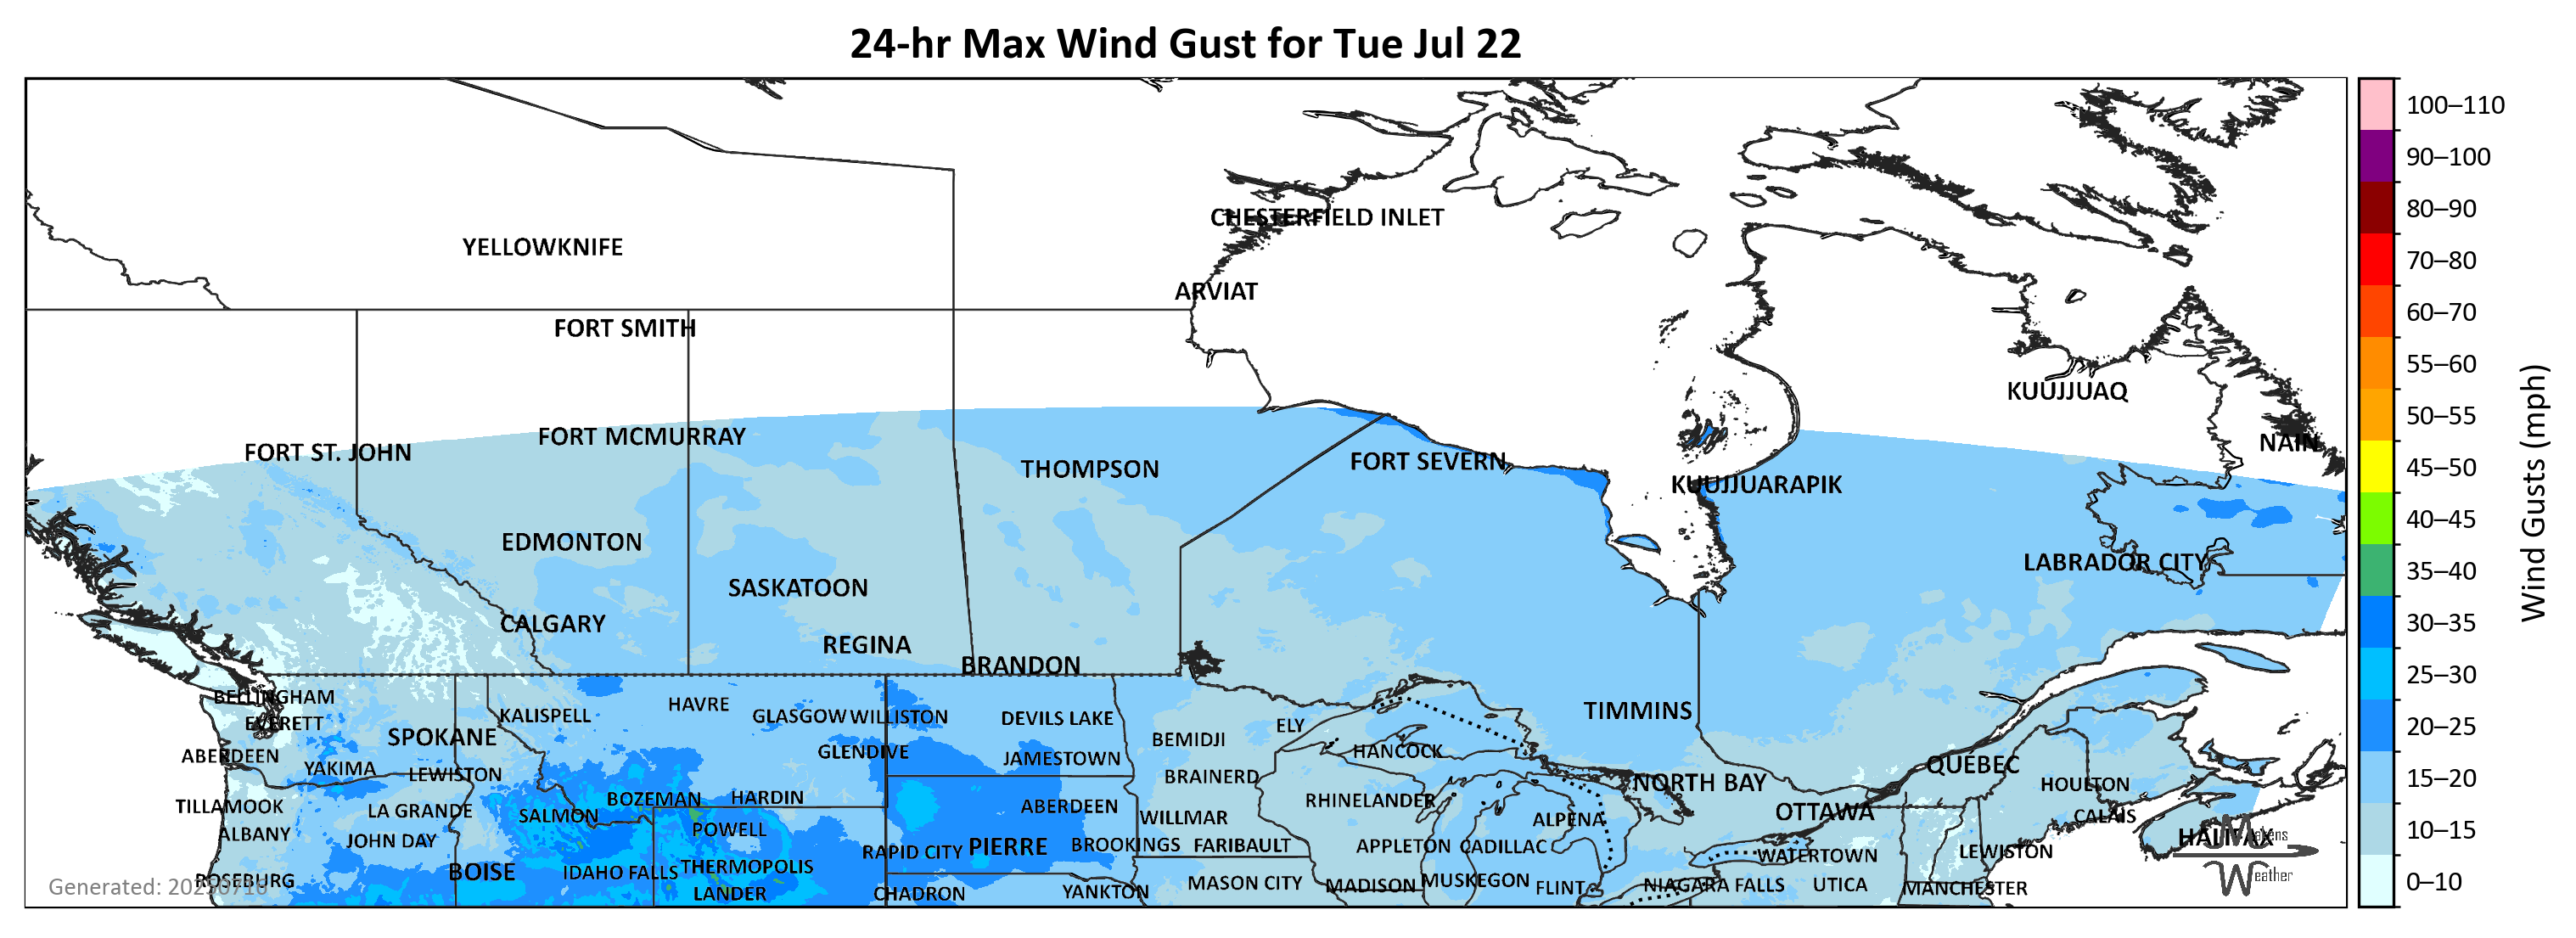 24-hr Max Wind Gust for Tue Jul 22
100–110
90–100
CHESTERFIELD INLET
80–90
YELLOWKNIFE
70–80
ARVIAT
60–70
FORT SMITH
55–60
KUUJJUAQ
50–55
FORT MCMURRAY
NAIN
FORT ST. JOHN
45–50
THOMPSON
FORT SEVERN
KUUJJUARAPIK
40–45
EDMONTON
LABRADOR CITY
35–40
Wind Gusts (mph)
SASKATOON
CALGARY
30–35
REGINA
BRANDON
25–30
BELLINGHAM
HAVRE
KALISPELL
GLASGOW
WILLISTON
DEVILS LAKE
TIMMINS
EVERETT
ELY
20–25
SPOKANE
BEMIDJI
ABERDEEN
GLENDIVE
JAMESTOWN
HANCOCK
QUÉBEC
YAKIMA
LEWISTON
BRAINERD
NORTH BAY
HOULTON
15–20
TILLAMOOK
LA GRANDE
BOZEMAN
HARDIN
ABERDEEN
RHINELANDER
OTTAWA
SALMON
WILLMAR
ALPENA
CALAIS
ALBANY
JOHN DAY
POWELL
HALIFAX
Makens
Weather
10–15
RAPID CITY
PIERRE
BROOKINGS
FARIBAULT
APPLETON
CADILLAC
WATERTOWN
LEWISTON
BOISE
IDAHO FALLS
THERMOPOLIS
Generated: 20250716
ROSEBURG
LANDER
CHADRON
YANKTON
MASON CITY
MADISON
MUSKEGON
FLINT
NIAGARA FALLS
UTICA
MANCHESTER
0–10